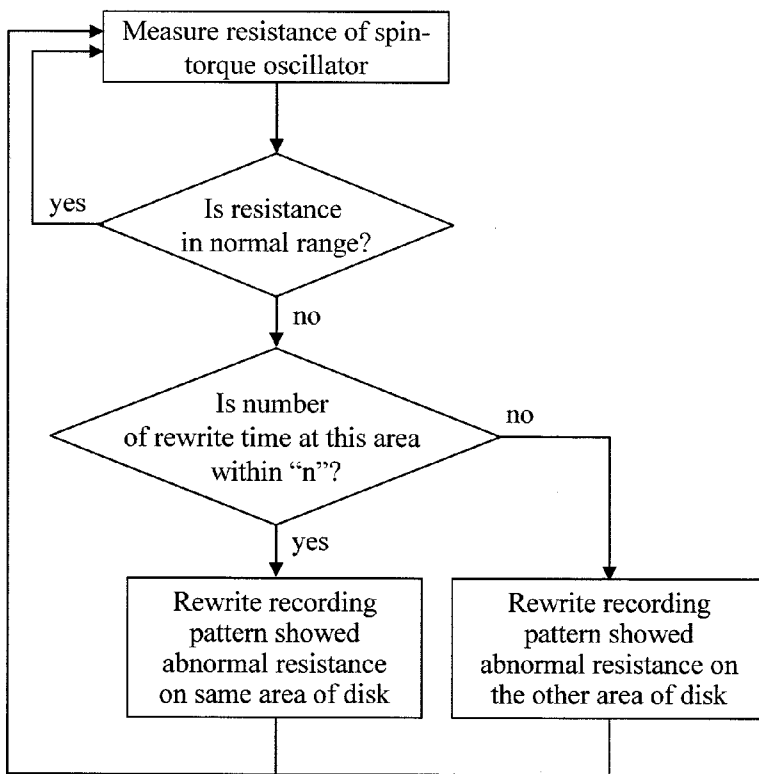 Measure resistance of spin-
torque oscillator
yes
Is resistance
in normal range?
no
Is number
of rewrite time at this area
within “n”?
no
yes
Rewrite recording
pattern showed
abnormal resistance
on same area of disk
Rewrite recording
pattern showed
abnormal resistance on
the other area of disk